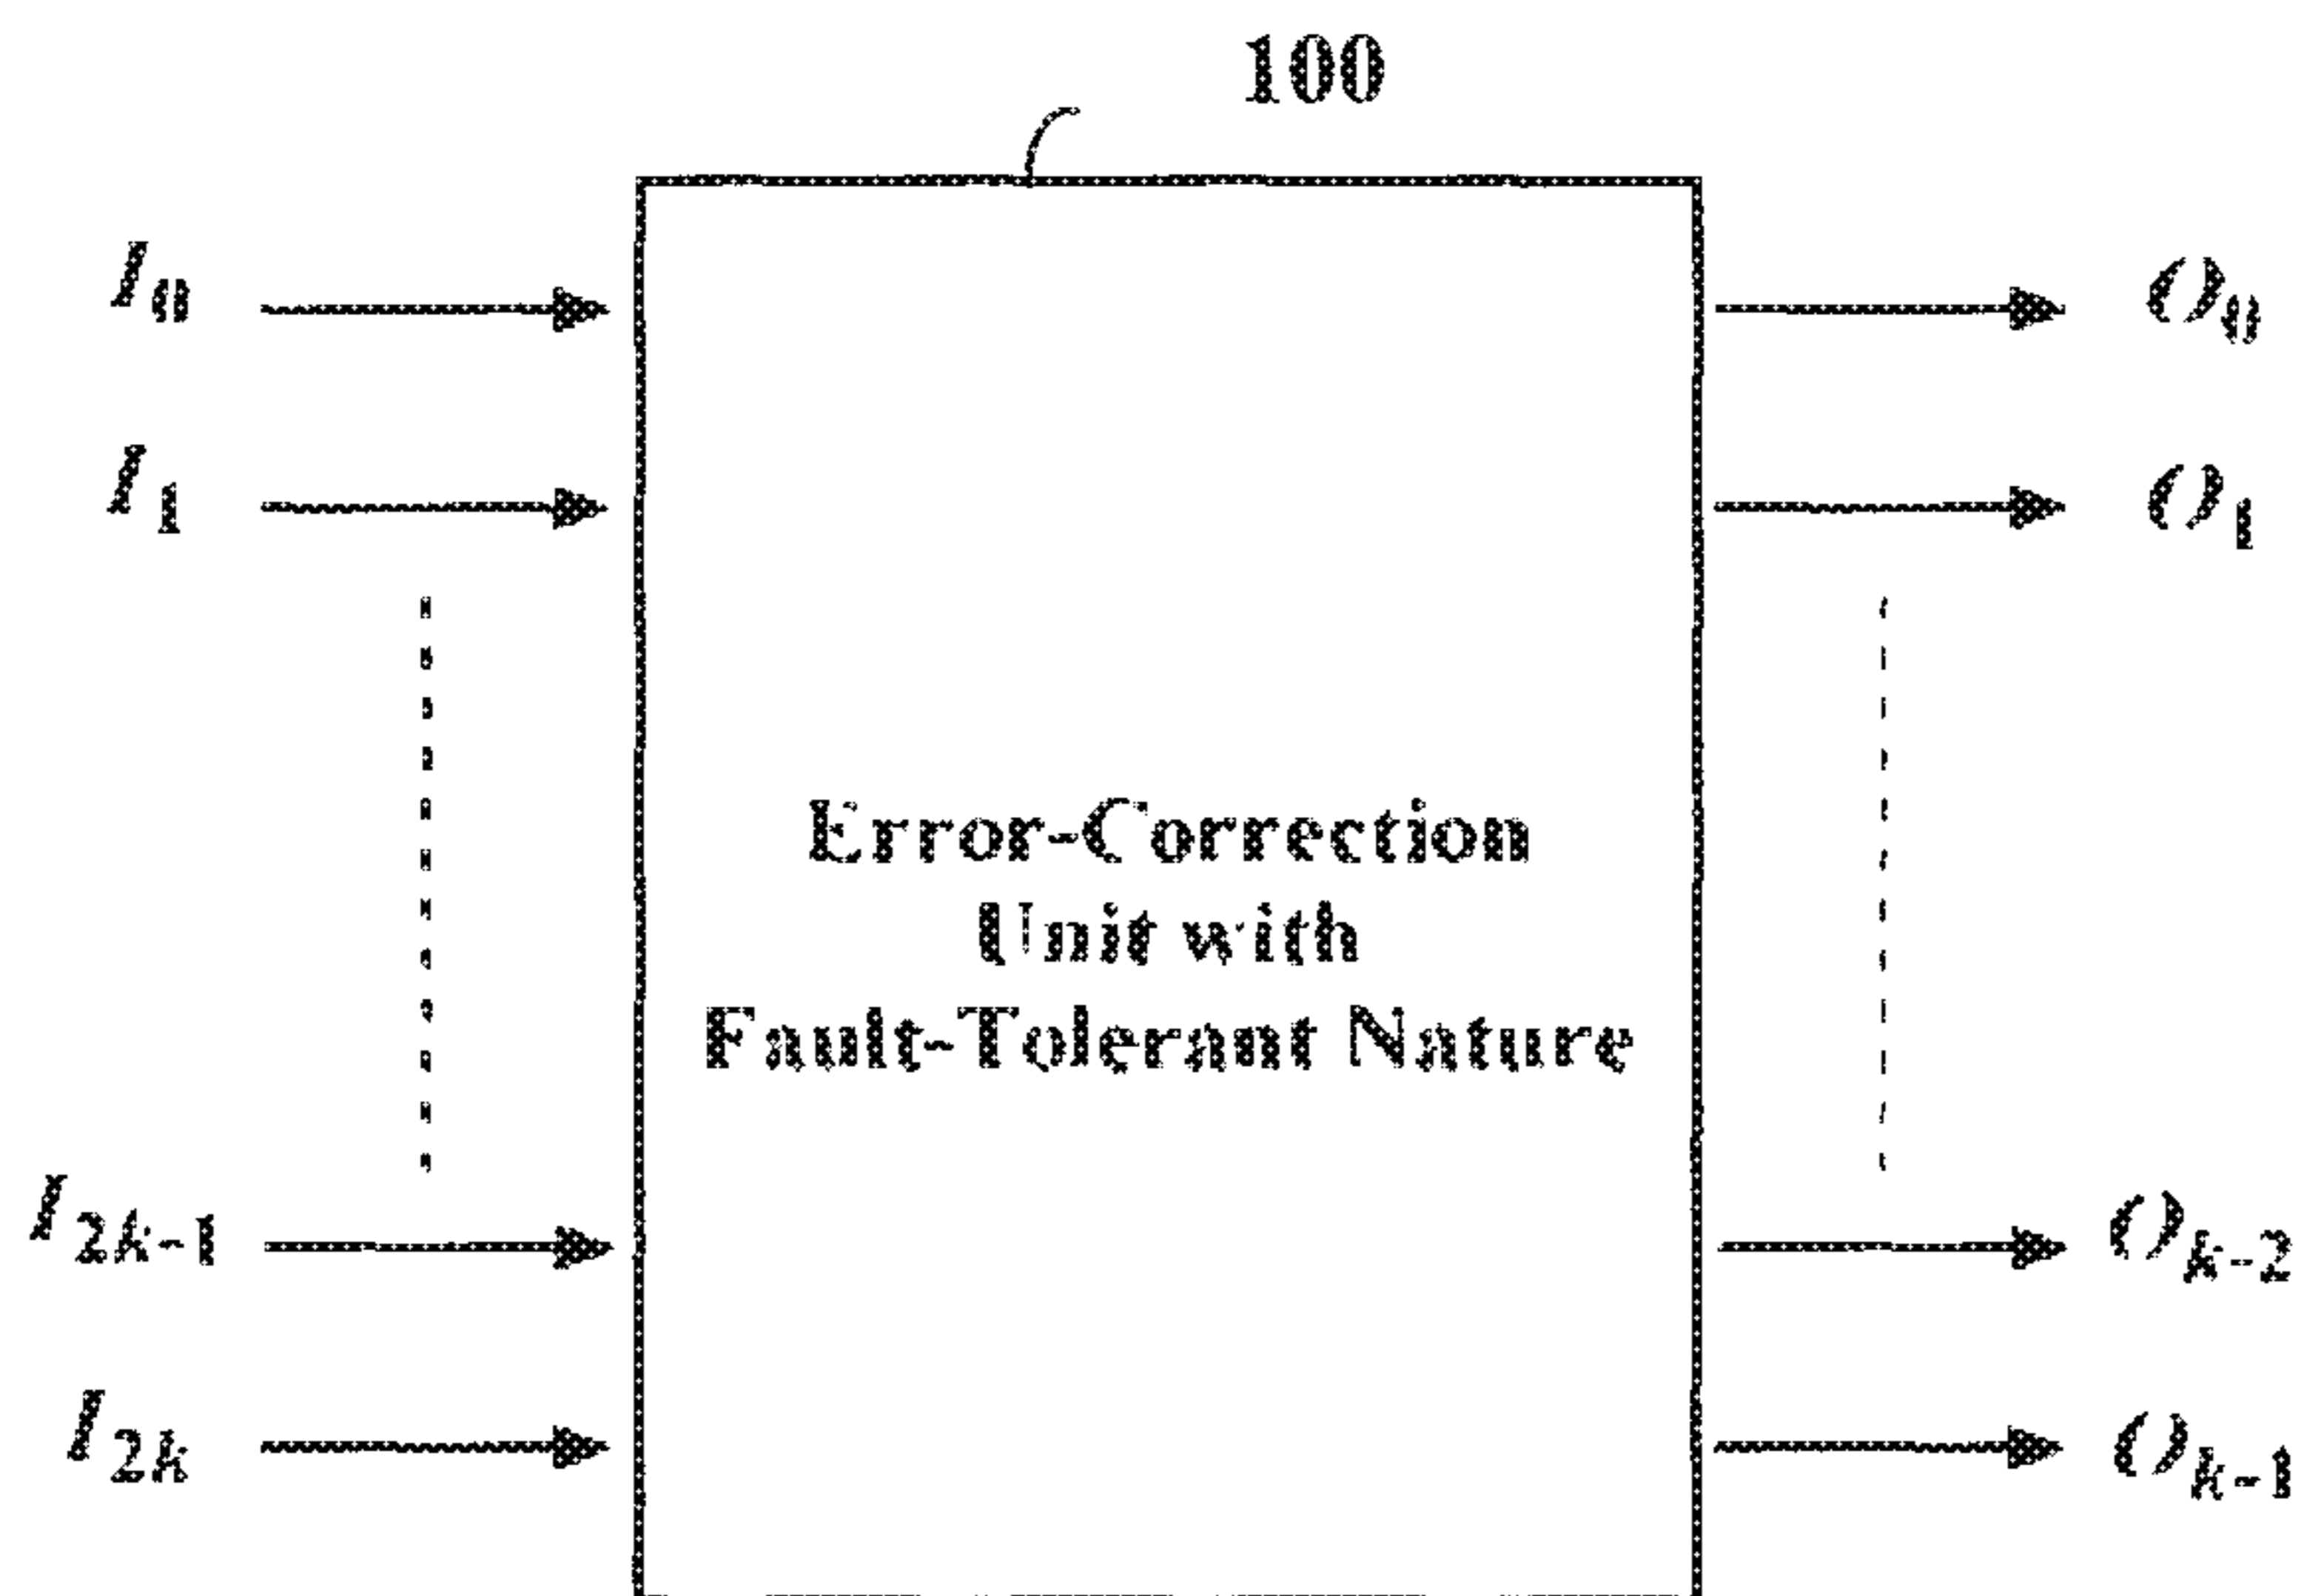 100
I₀
O₀
I₁
O₁
Error-Correction
Unit with
Fault-Tolerant Nature
I₂ₖ₋₁
Oₖ₋₂
I₂ₖ
Oₖ₋₁